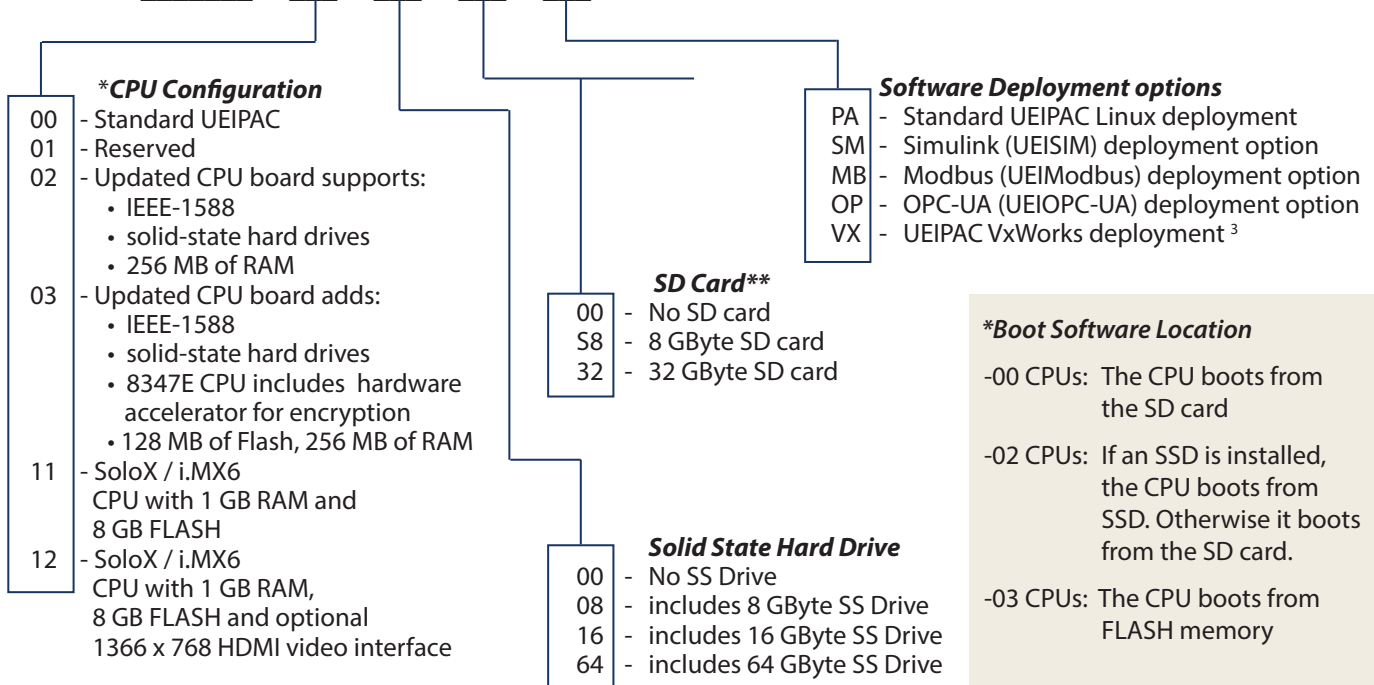 *CPU Configuration
00 - Standard UEIPAC
01 - Reserved
02 - Updated CPU board supports:
• IEEE-1588
• solid-state hard drives
• 256 MB of RAM
03 - Updated CPU board adds:
• IEEE-1588
• solid-state hard drives
• 8347E CPU includes hardware
accelerator for encryption
• 128 MB of Flash, 256 MB of RAM
11 - SoloX / i.MX6
CPU with 1 GB RAM and
8 GB FLASH
12 - SoloX / i.MX6
CPU with 1 GB RAM,
8 GB FLASH and optional
1366 x 768 HDMI video interface
Software Deployment options
PA - Standard UEIPAC Linux deployment
SM - Simulink (UEISIM) deployment option
MB - Modbus (UEIModbus) deployment option
OP - OPC-UA (UEIOPC-UA) deployment option
VX - UEIPAC VxWorks deployment 3
SD Card**
00 - No SD card
S8 - 8 GByte SD card
32 - 32 GByte SD card
Solid State Hard Drive
00 - No SS Drive
08 - includes 8 GByte SS Drive
16 - includes 16 GByte SS Drive
64 - includes 64 GByte SS Drive
*Boot Software Location
-00 CPUs: The CPU boots from
the SD card
-02 CPUs: If an SSD is installed,
the CPU boots from
SSD. Otherwise it boots
from the SD card.
-03 CPUs: The CPU boots from
FLASH memory